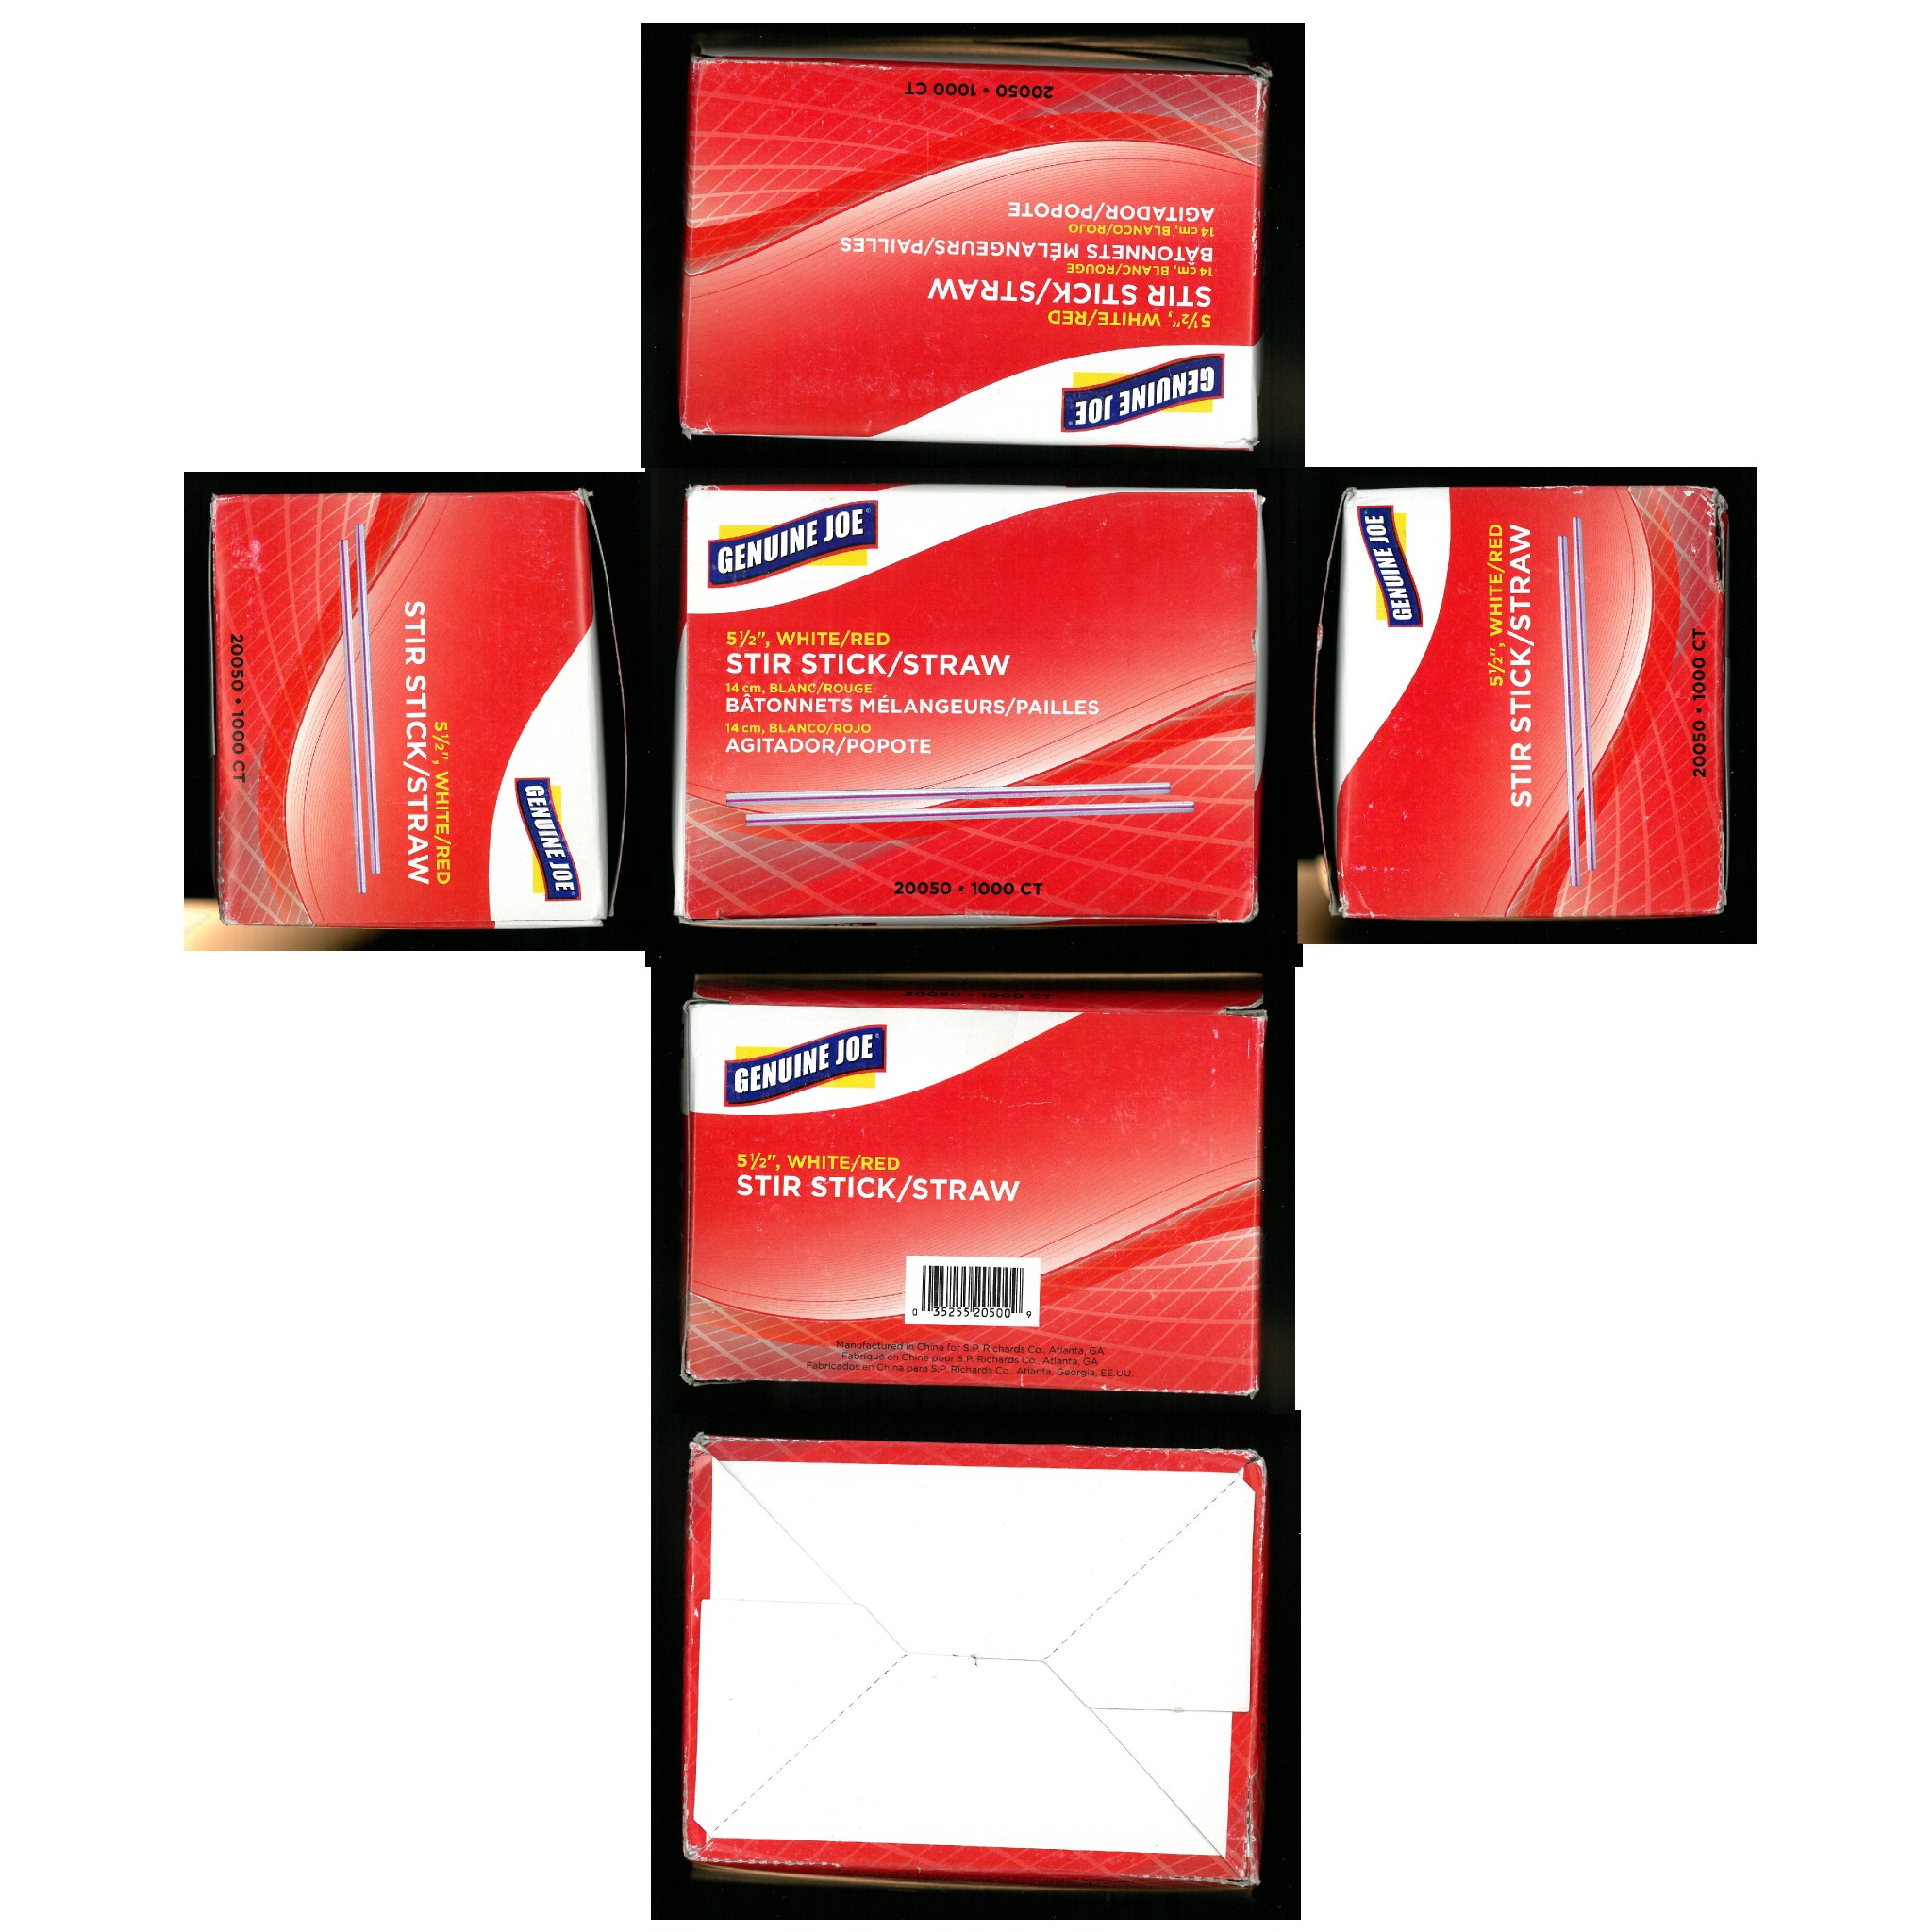 20050 • 1000 CT
AGITADOR/POPOTE
14 cm, BLANCO/ROJO
BÂTONNETS MÉLANGEURS/PAILLES
14 cm, BLANC/ROUGE
STIR STICK/STRAW
5½", WHITE/RED
GENUINE JOE®
20050 • 1000 CT
STIR STICK/STRAW
5½", WHITE/RED
GENUINE JOE
GENUINE JOE®
5½", WHITE/RED
STIR STICK/STRAW
14 cm, BLANC/ROUGE
BÂTONNETS MÉLANGEURS/PAILLES
14 cm, BLANCO/ROJO
AGITADOR/POPOTE
20050 • 1000 CT
GENUINE JOE
5½", WHITE/RED
STIR STICK/STRAW
20050 • 1000 CT
20050 • 1000 CT
GENUINE JOE®
5½", WHITE/RED
STIR STICK/STRAW
0 35255 20500 9
Manufactured in China for S.P. Richards Co., Atlanta, GA
Fabriqué en Chine pour S.P. Richards Co., Atlanta, GA
Fabricados en China para S.P. Richards Co., Atlanta, Georgia, EE.UU.